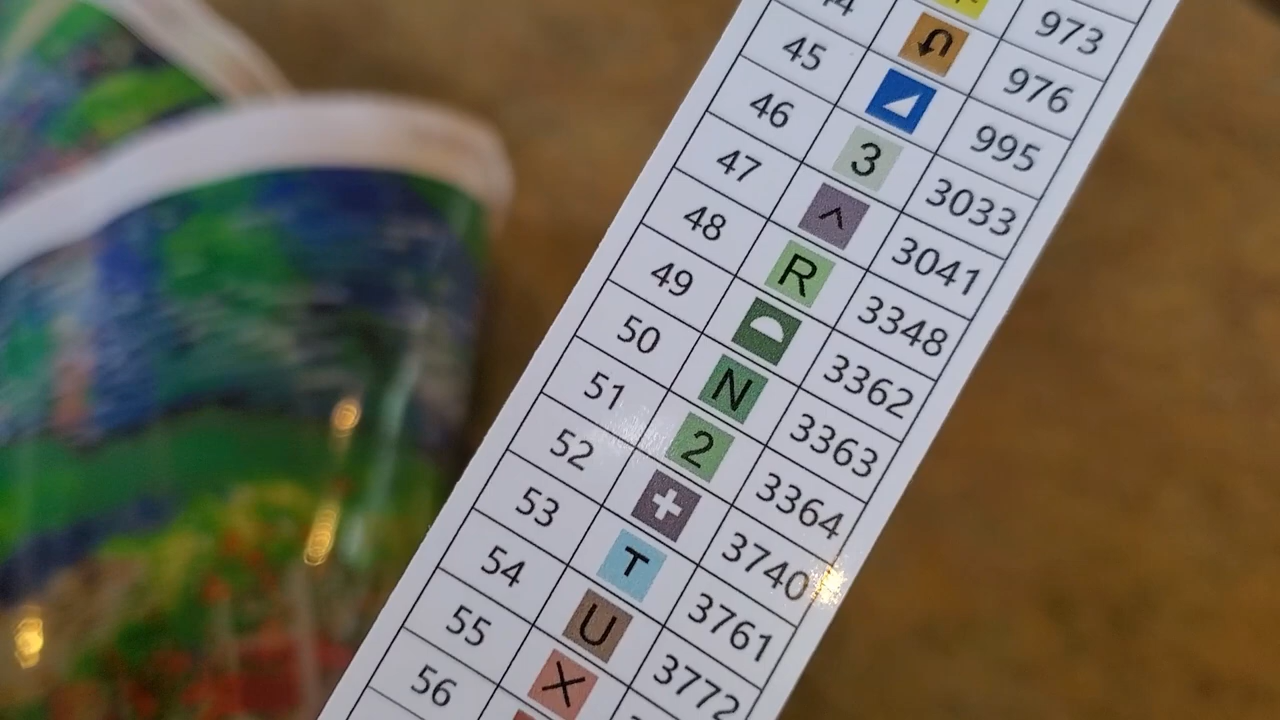 973
44 976
45 995
46 3 3033
47 ^ 3041
48 R 3348
49 3362
50 N 3363
51 2 3364
52 + 3740
53 T 3761
54 U 3772
55 X
56